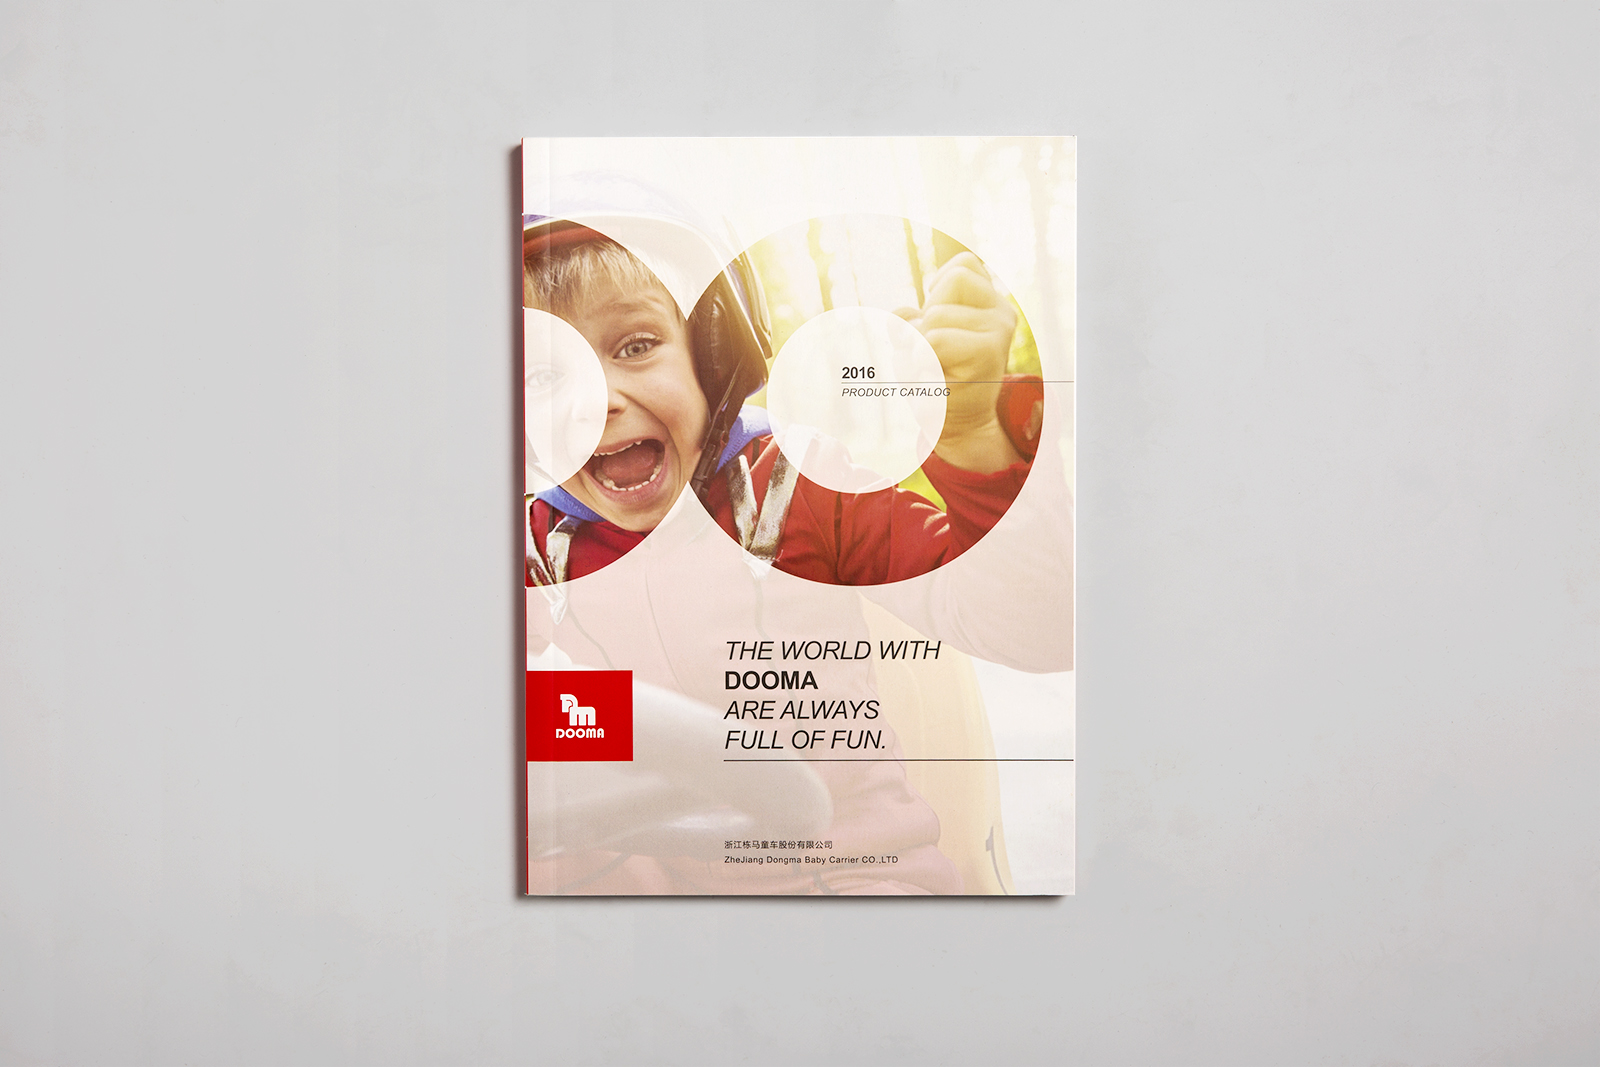 2016
PRODUCT CATALOG
THE WORLD WITH
DOOMA
ARE ALWAYS
FULL OF FUN.
DM
DOOMA
浙江栋马童车股份有限公司
ZheJiang Dongma Baby Carrier CO.,LTD